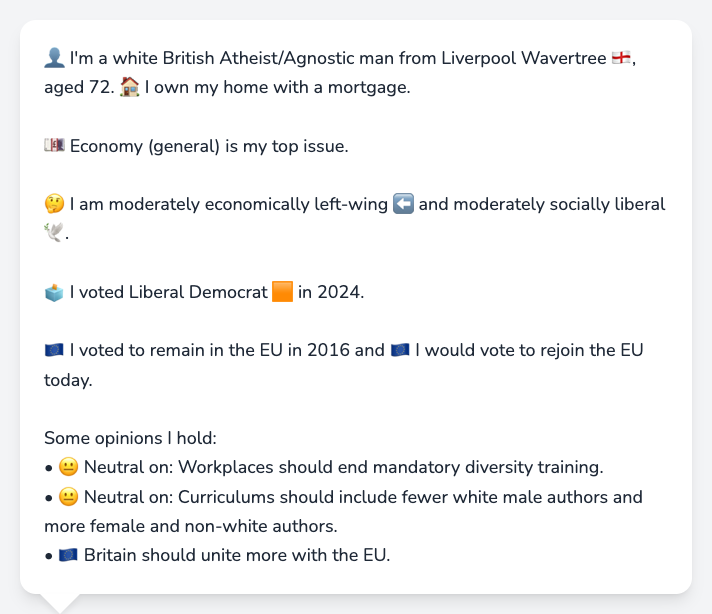 👤 I'm a white British Atheist/Agnostic man from Liverpool Wavertree 🏴󠁧󠁢󠁥󠁮󠁧󠁿,
aged 72. 🏠 I own my home with a mortgage.
💷 Economy (general) is my top issue.
🤔 I am moderately economically left-wing ⬅️ and moderately socially liberal
🕊️.
🗳️ I voted Liberal Democrat 🟧 in 2024.
🇪🇺 I voted to remain in the EU in 2016 and 🇪🇺 I would vote to rejoin the EU
today.
Some opinions I hold:
• 😐 Neutral on: Workplaces should end mandatory diversity training.
• 😐 Neutral on: Curriculums should include fewer white male authors and
more female and non-white authors.
• 🇪🇺 Britain should unite more with the EU.